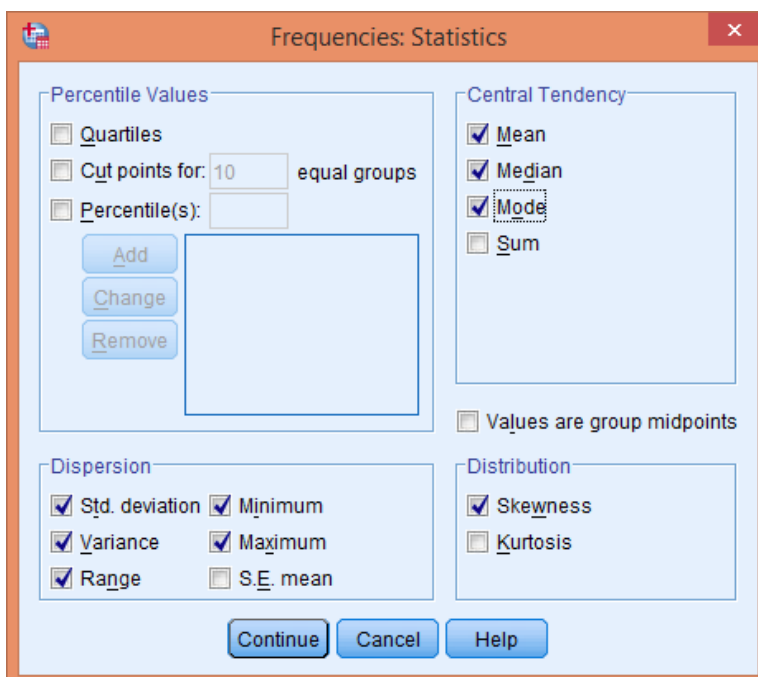 Frequencies: Statistics
x
Percentile Values
Quartiles
Cut points for: 10 equal groups
Percentile(s):
Add
Change
Remove
Central Tendency
Mean
Median
Mode
Sum
Values are group midpoints
Dispersion
Std. deviation Minimum
Variance Maximum
Range S.E. mean
Distribution
Skewness
Kurtosis
Continue Cancel Help